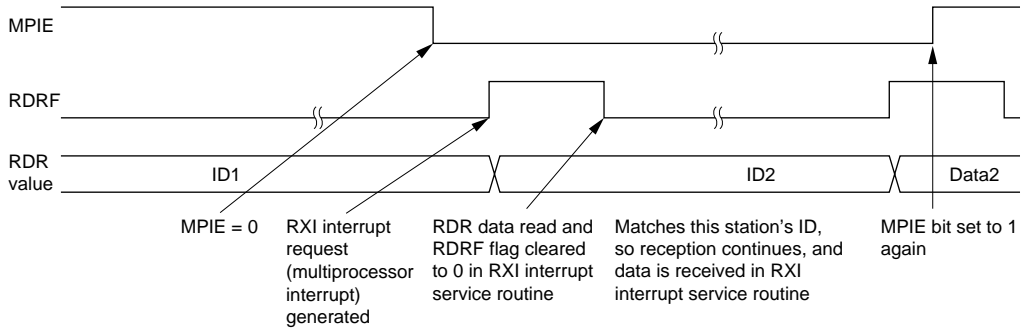 MPIE
RDRF
RDR
value
ID1
ID2
Data2
MPIE = 0
RXI interrupt
request
(multiprocessor
interrupt)
generated
RDR data read and
RDRF flag cleared
to 0 in RXI interrupt
service routine
Matches this station's ID,
so reception continues, and
data is received in RXI
interrupt service routine
MPIE bit set to 1
again